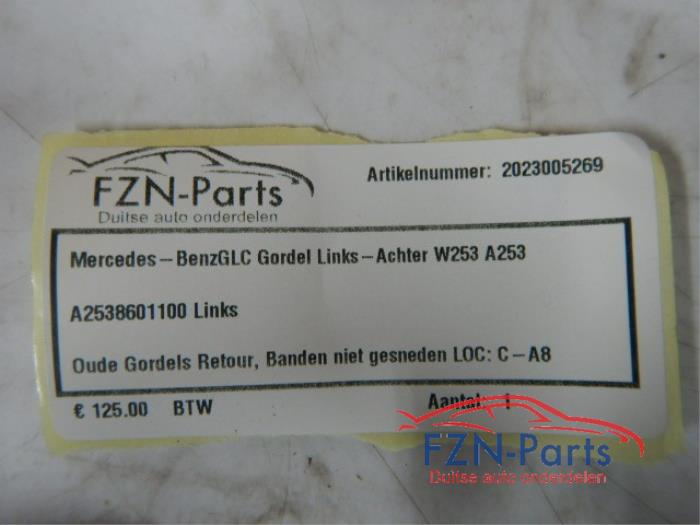 FZN-Parts
Duitse auto onderdelen
Artikelnummer: 2023005269
Mercedes-BenzGLC Gordel Links-Achter W253 A253
A2538601100 Links
Oude Gordels Retour, Banden niet gesneden LOC: C-A8
€ 125.00 BTW
Aantal: 1
FZN-Parts
Duitse auto onderdelen